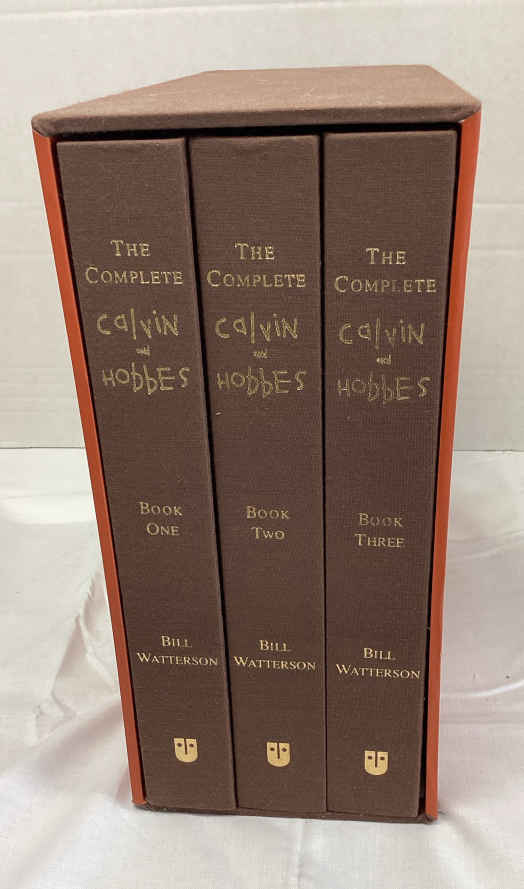 THE
COMPLETE
CalviN
and
HobbES
BOOK
ONE
BILL
WATTERSON
THE
COMPLETE
CalviN
and
HobbES
BOOK
TWO
BILL
WATTERSON
THE
COMPLETE
CalviN
and
HobbES
BOOK
THREE
BILL
WATTERSON